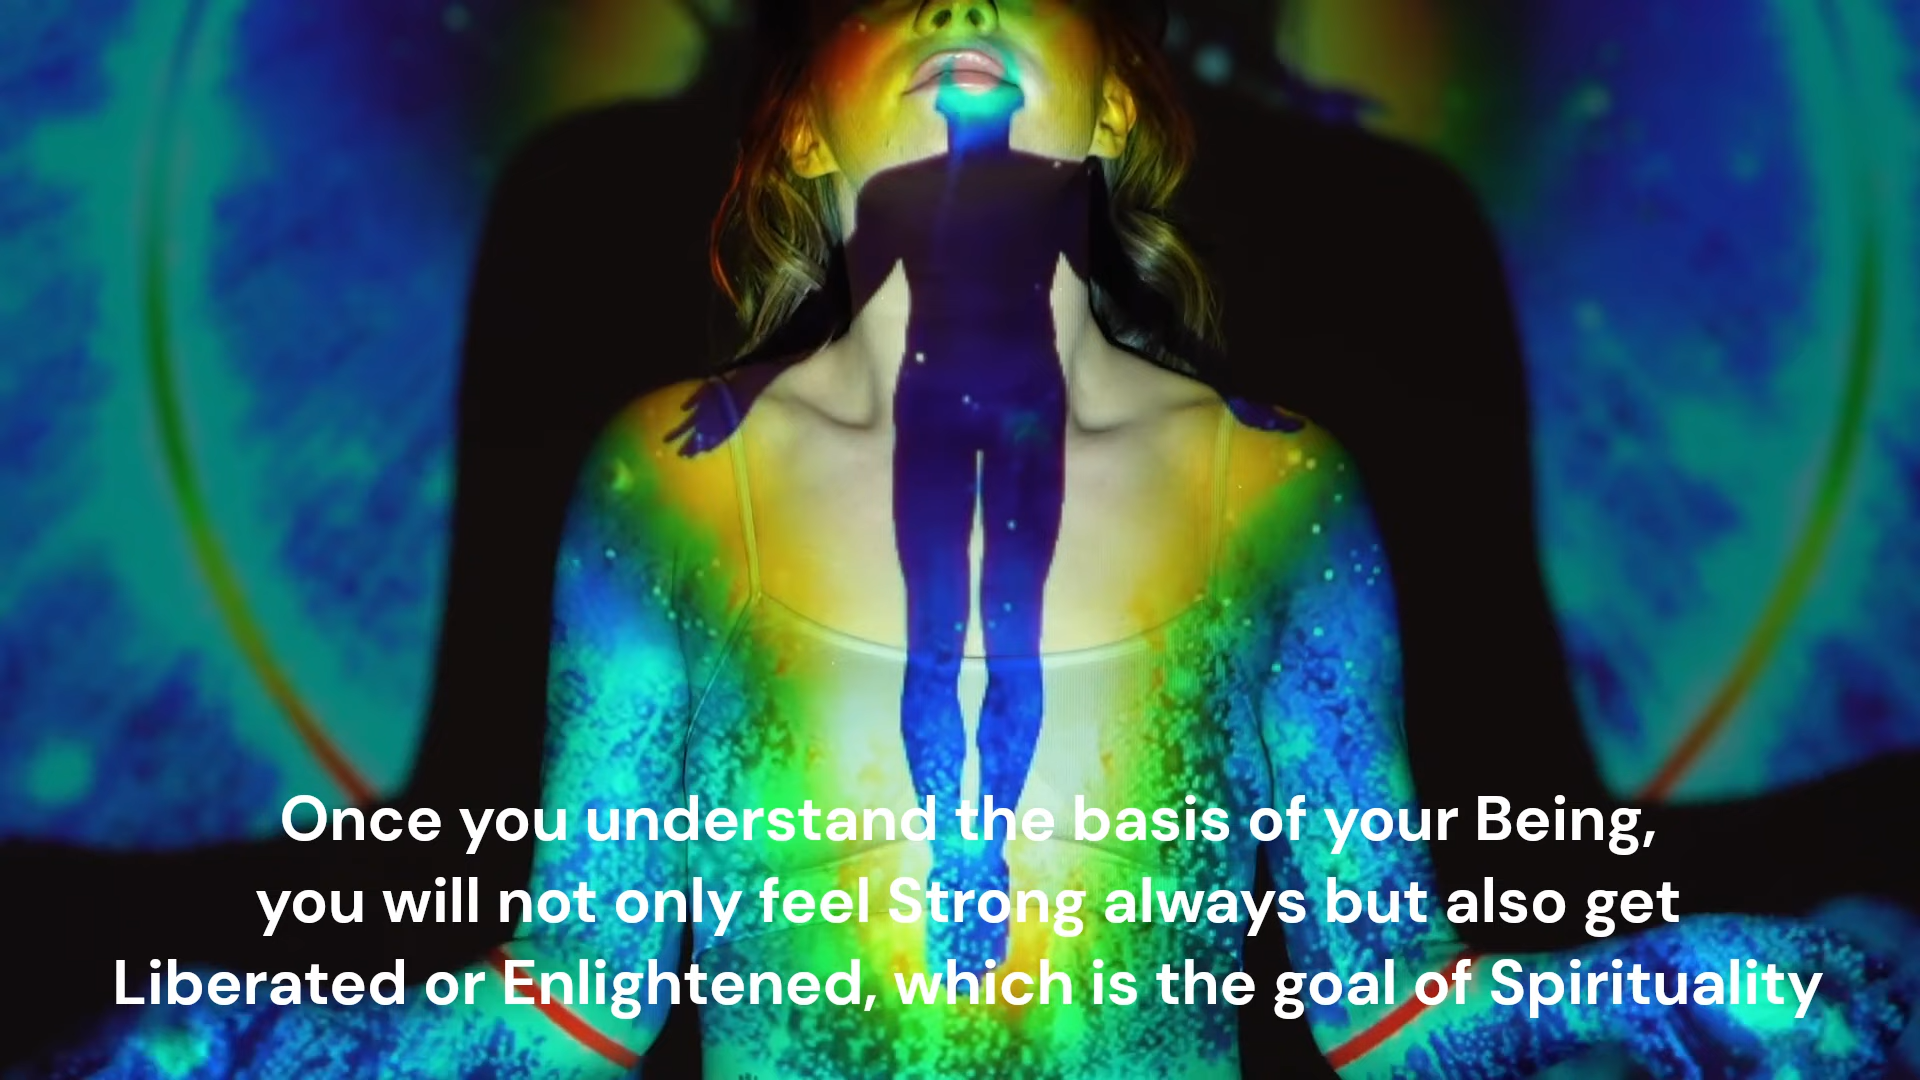 Once you understand the basis of your Being,
you will not only feel Strong always but also get
Liberated or Enlightened, which is the goal of Spirituality